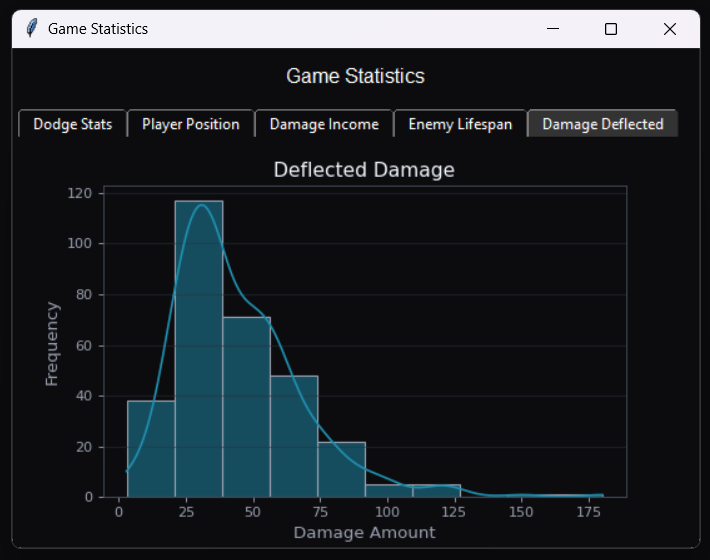 Game Statistics
Game Statistics
Dodge Stats Player Position Damage Income Enemy Lifespan Damage Deflected
Deflected Damage
120
100
80
60
40
20
0
Frequency
0 25 50 75 100 125 150 175
Damage Amount